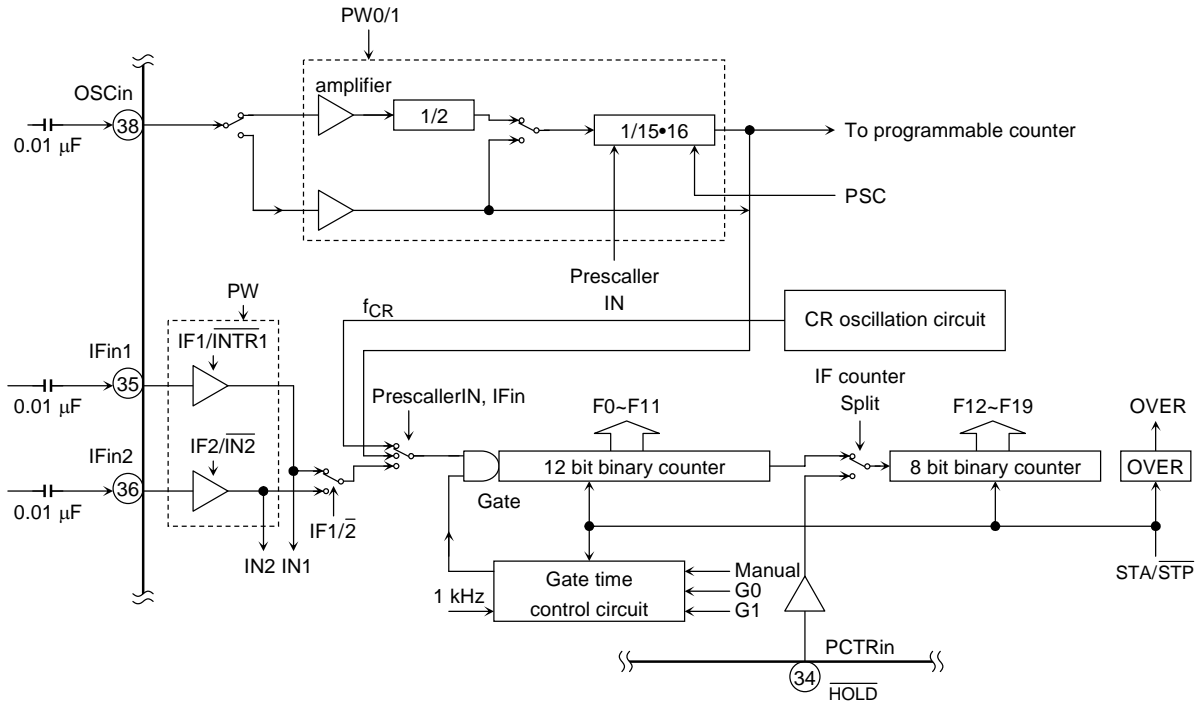 PW0/1
amplifier
OSCin
38
0.01 μF
1/2
1/15•16
To programmable counter
PSC
Prescaller
IN
PW
fCR
CR oscillation circuit
IF1/INTR1
IFin1
35
0.01 μF
PrescallerIN, IFin
IF counter
Split
F0~F11
F12~F19
OVER
IF2/IN2
IFin2
36
0.01 μF
12 bit binary counter
8 bit binary counter
OVER
Gate
IF1/2
IN2 IN1
Gate time
control circuit
1 kHz
Manual
G0
G1
STA/STP
PCTRin
34
HOLD